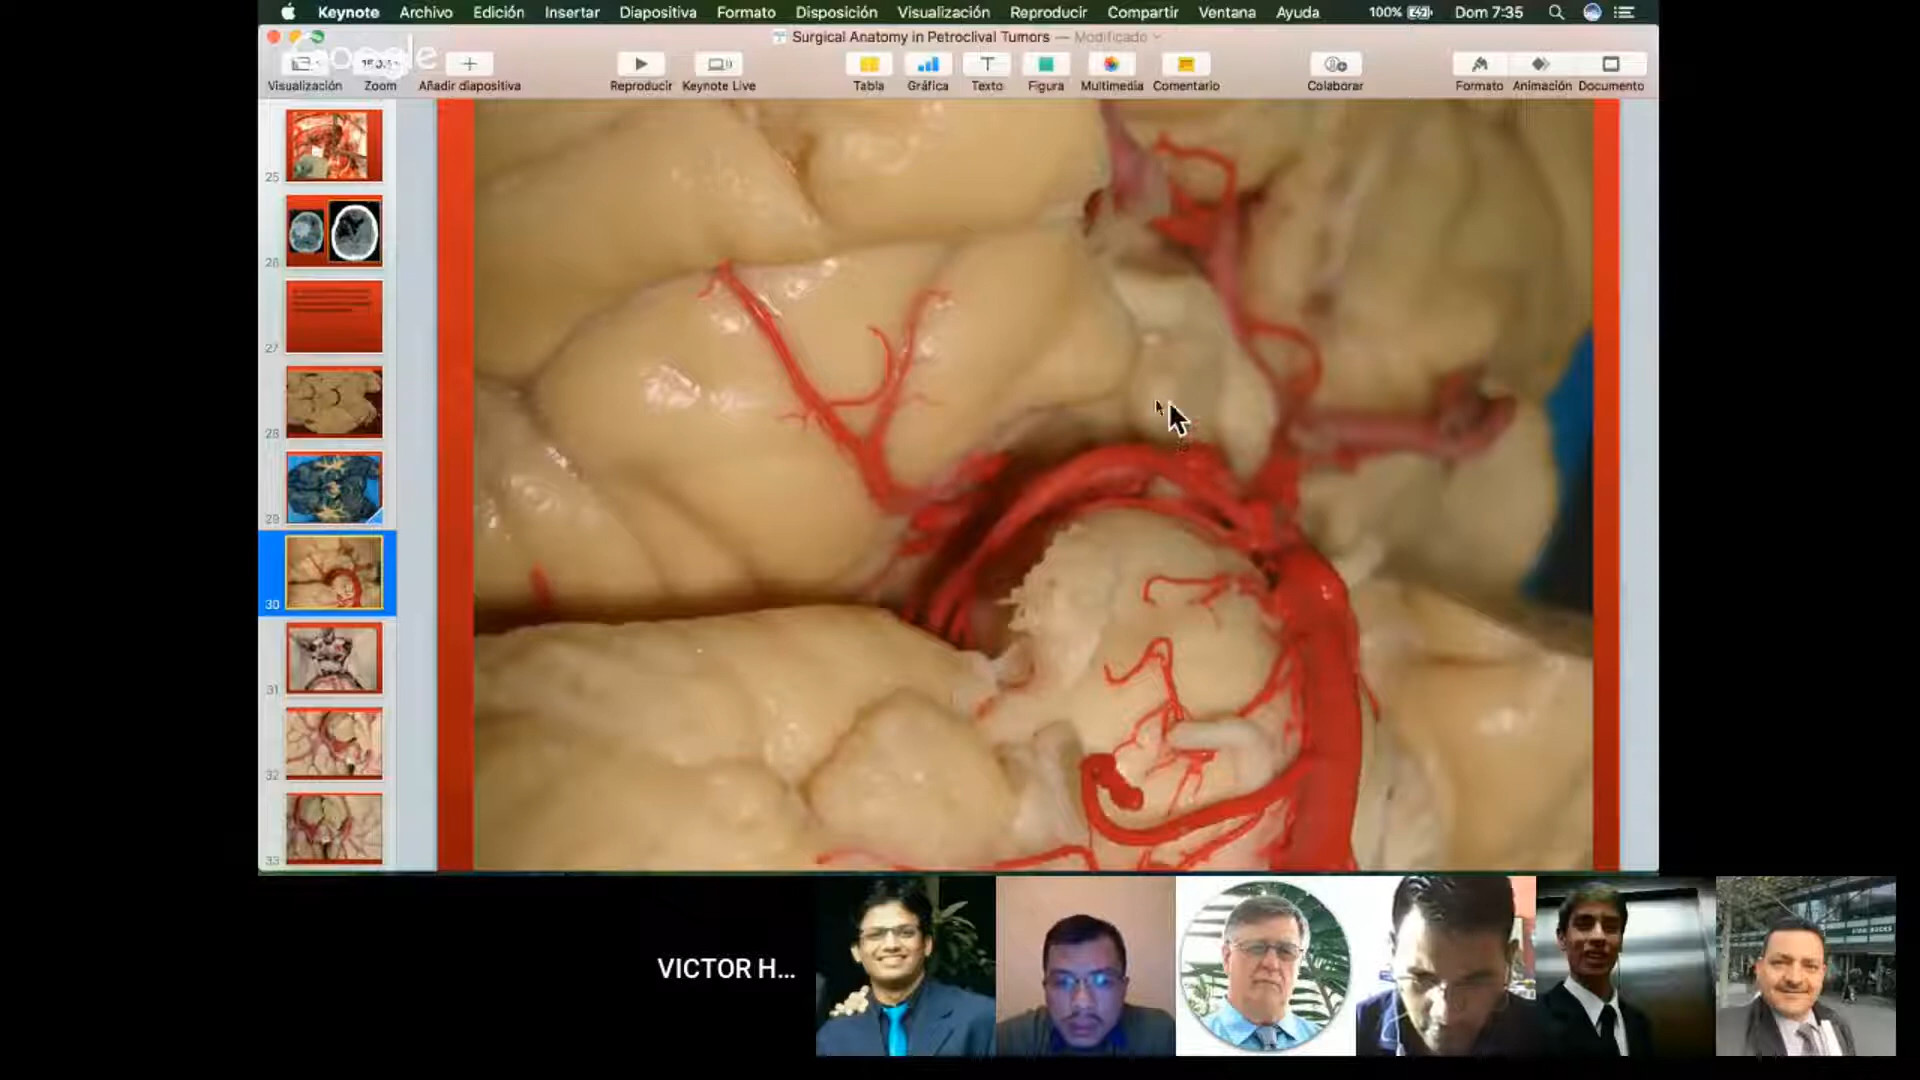 Keynote Archivo Edición Insertar Diapositiva Formato Disposición Visualización Reproducir Compartir Ventana Ayuda 100% Dom 7:35
Surgical Anatomy in Petroclival Tumors — Modificado
Google
Visualización Zoom Añadir diapositiva Reproducir Keynote Live Tabla Gráfica Texto Figura Multimedia Comentario Colaborar Formato Animación Documento
25
26
27
28
29
30
31
32
33
VICTOR H...